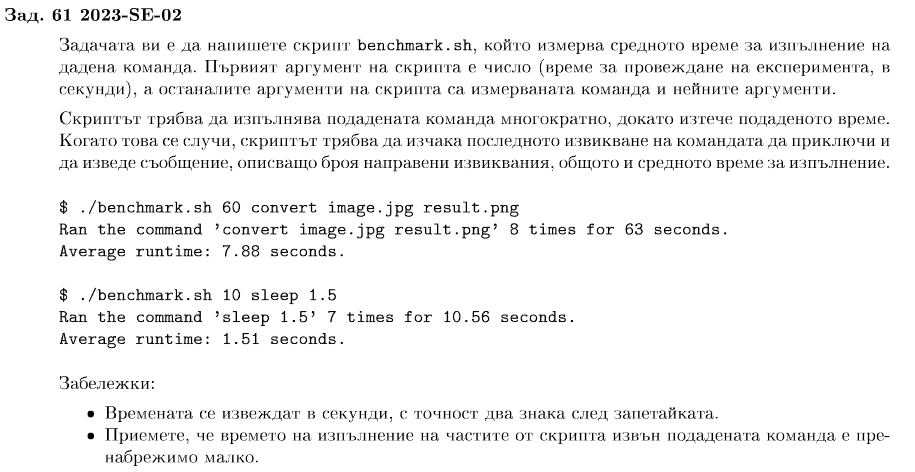 Зад. 61 2023-SE-02
Задачата ви е да напишете скрипт benchmark.sh, който измерва средното време за изпълнение на
дадена команда. Първият аргумент на скрипта е число (време за провеждане на експеримента, в
секунди), а останалите аргументи на скрипта са измерваната команда и нейните аргументи.
Скриптът трябва да изпълнява подадената команда многократно, докато изтече подаденото време.
Когато това се случи, скриптът трябва да изчака последното извикване на командата да приключи и
да изведе съобщение, описващо броя направени извиквания, общото и средното време за изпълнение.
$ ./benchmark.sh 60 convert image.jpg result.png
Ran the command 'convert image.jpg result.png' 8 times for 63 seconds.
Average runtime: 7.88 seconds.
$ ./benchmark.sh 10 sleep 1.5
Ran the command 'sleep 1.5' 7 times for 10.56 seconds.
Average runtime: 1.51 seconds.
Забележки:
• Времената се извеждат в секунди, с точност два знака след запетайката.
• Приемете, че времето на изпълнение на частите от скрипта извън подадената команда е пре-
небрежимо малко.